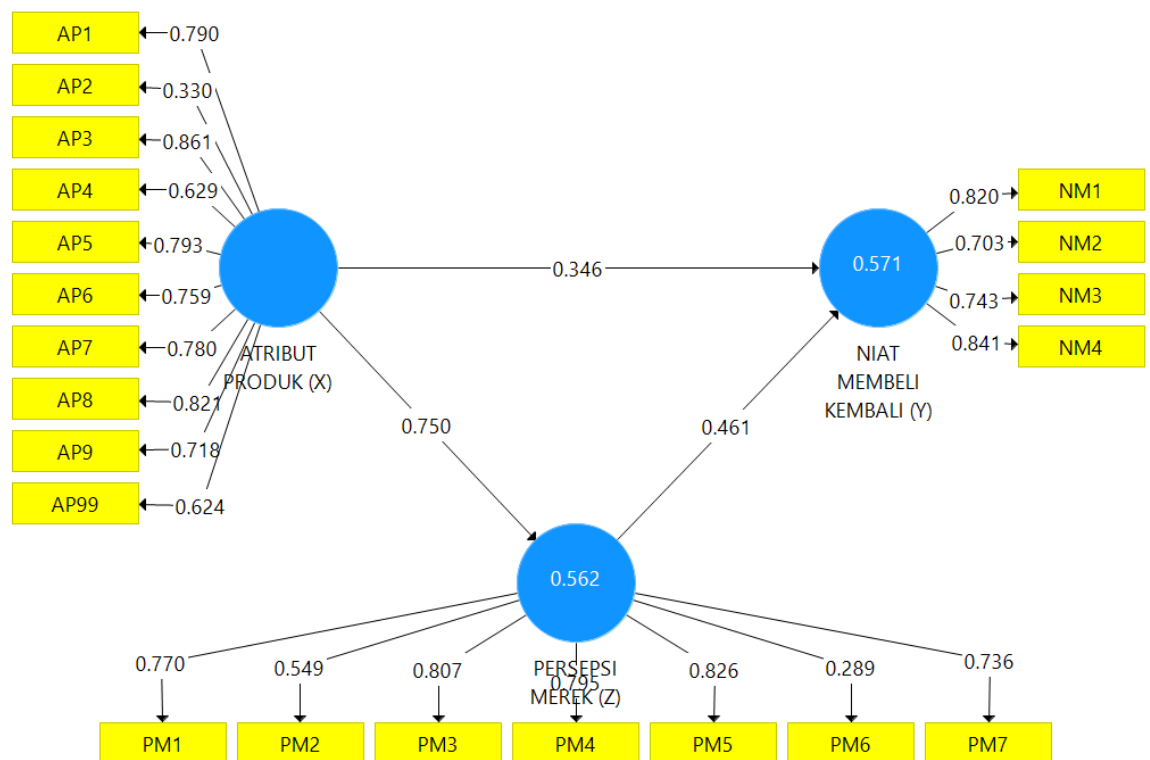 AP1
0.790
AP2
0.330
AP3
0.861
AP4
0.629
AP5
0.793
AP6
0.759
AP7
0.780
AP8
0.821
AP9
0.718
AP99
0.624
ATRIBUT
PRODUK (X)
0.346
0.750
0.461
0.571
NIAT
MEMBELI
KEMBALI (Y)
0.820
NM1
0.703
NM2
0.743
NM3
0.841
NM4
0.562
PERSEPSI
MEREK (Z)
0.770
0.549
0.807
0.795
0.826
0.289
0.736
PM1
PM2
PM3
PM4
PM5
PM6
PM7